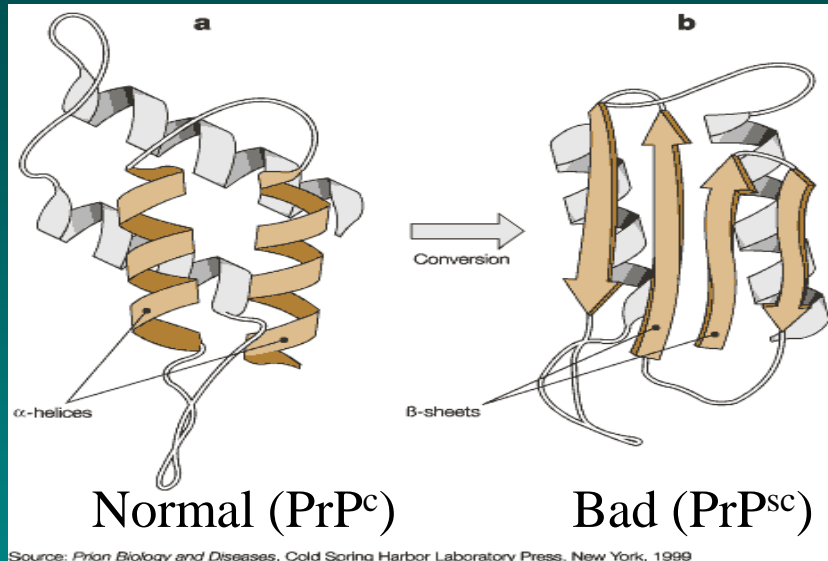 a
b
Conversion
α-helices
ß-sheets
Normal (PrPc)
Bad (PrPsc)
Source: Prion Biology and Diseases, Cold Spring Harbor Laboratory Press, New York, 1999